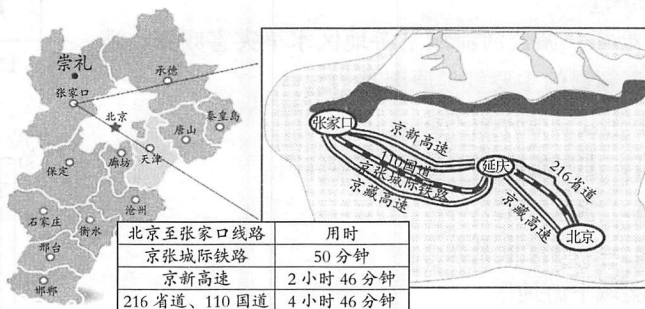 崇礼
承德
张家口
北京
秦皇岛
唐山
廊坊
天津
保定
沧州
石家庄
衡水
邢台
邯郸
张家口
京新高速
110国道
京张城际铁路
京藏高速
延庆
216省道
京藏高速
北京
北京至张家口线路 用时
京张城际铁路 50分钟
京新高速 2小时46分钟
216省道、110国道 4小时46分钟